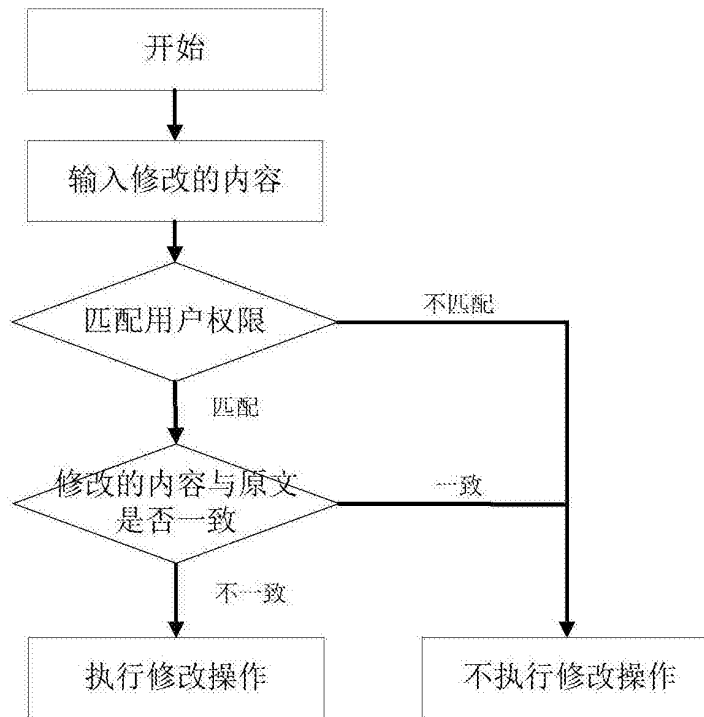 开始
输入修改的内容
匹配用户权限
不匹配
匹配
修改的内容与原文
是否一致
一致
不一致
执行修改操作
不执行修改操作